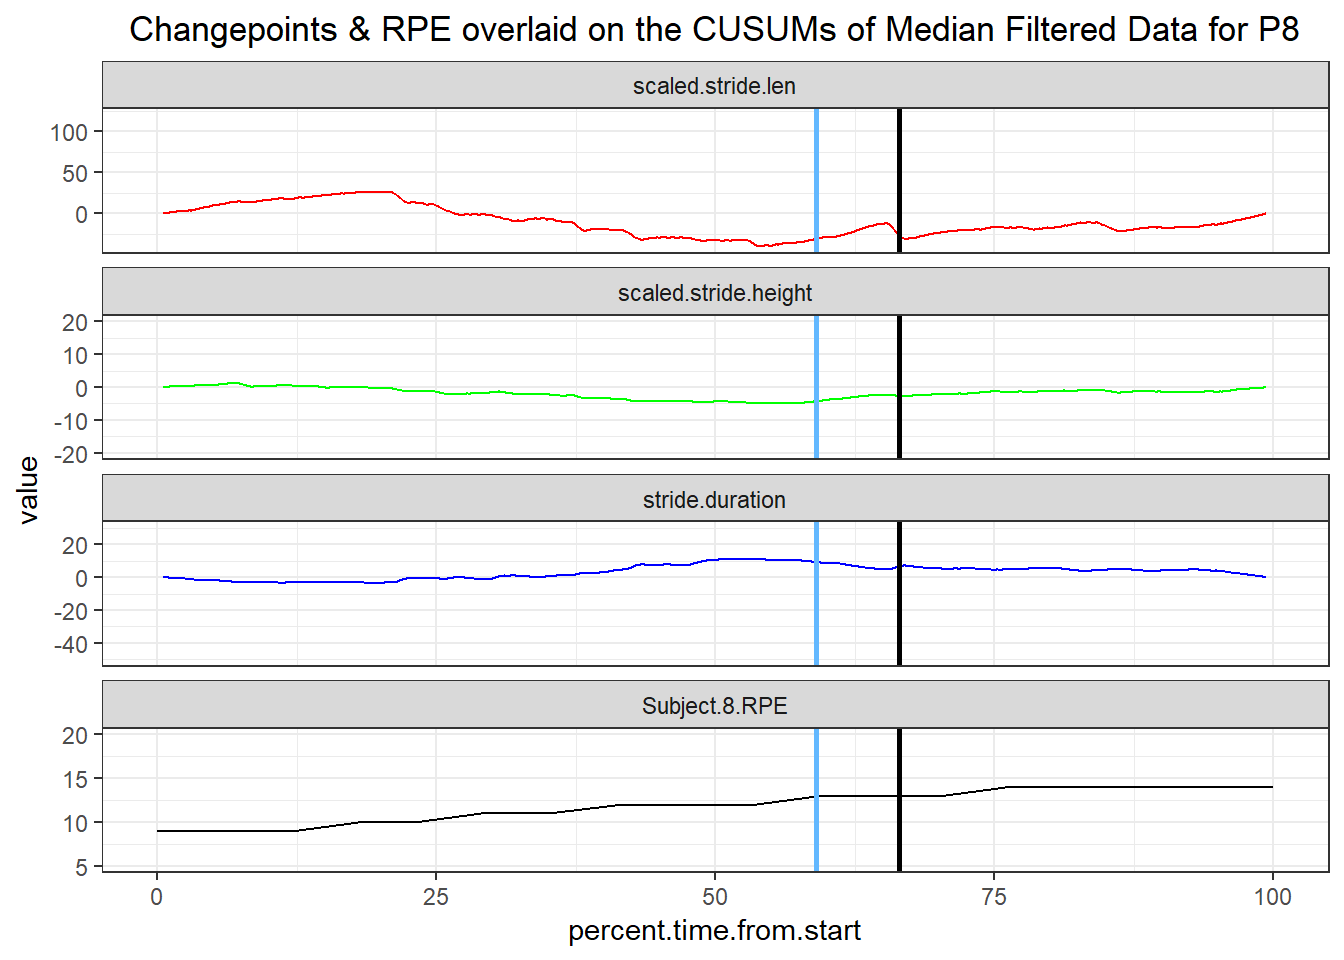 Changepoints & RPE overlaid on the CUSUMs of Median Filtered Data for P8
scaled.stride.len
100
50
0
scaled.stride.height
20
10
0
-10
-20
stride.duration
20
0
-20
-40
value
Subject.8.RPE
20
15
10
5
0 25 50 75 100
percent.time.from.start